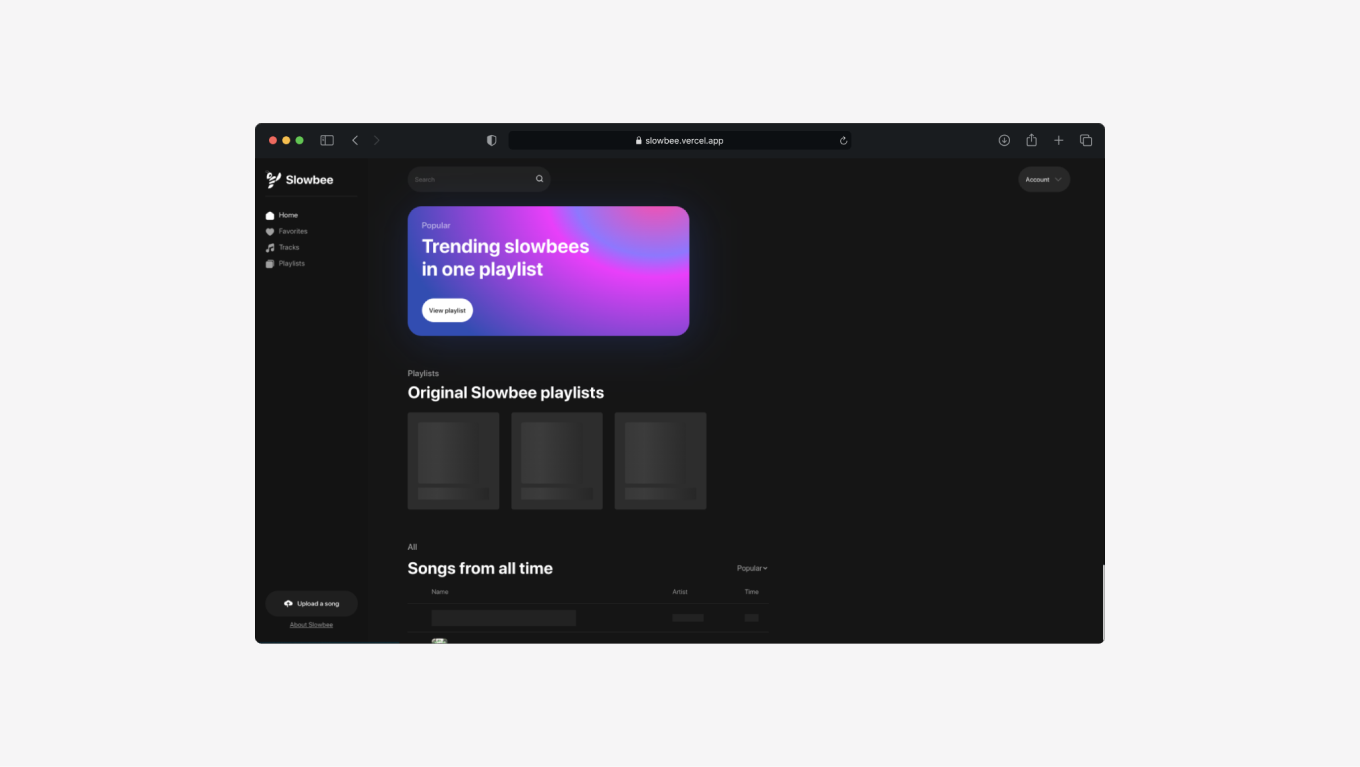 slowbee.vercel.app
Slowbee
Search
Account
Home
Favorites
Tracks
Playlists
Popular
Trending slowbees
in one playlist
View playlist
Playlists
Original Slowbee playlists
All
Songs from all time
Popular
Name Artist Time
Upload a song
About Slowbee